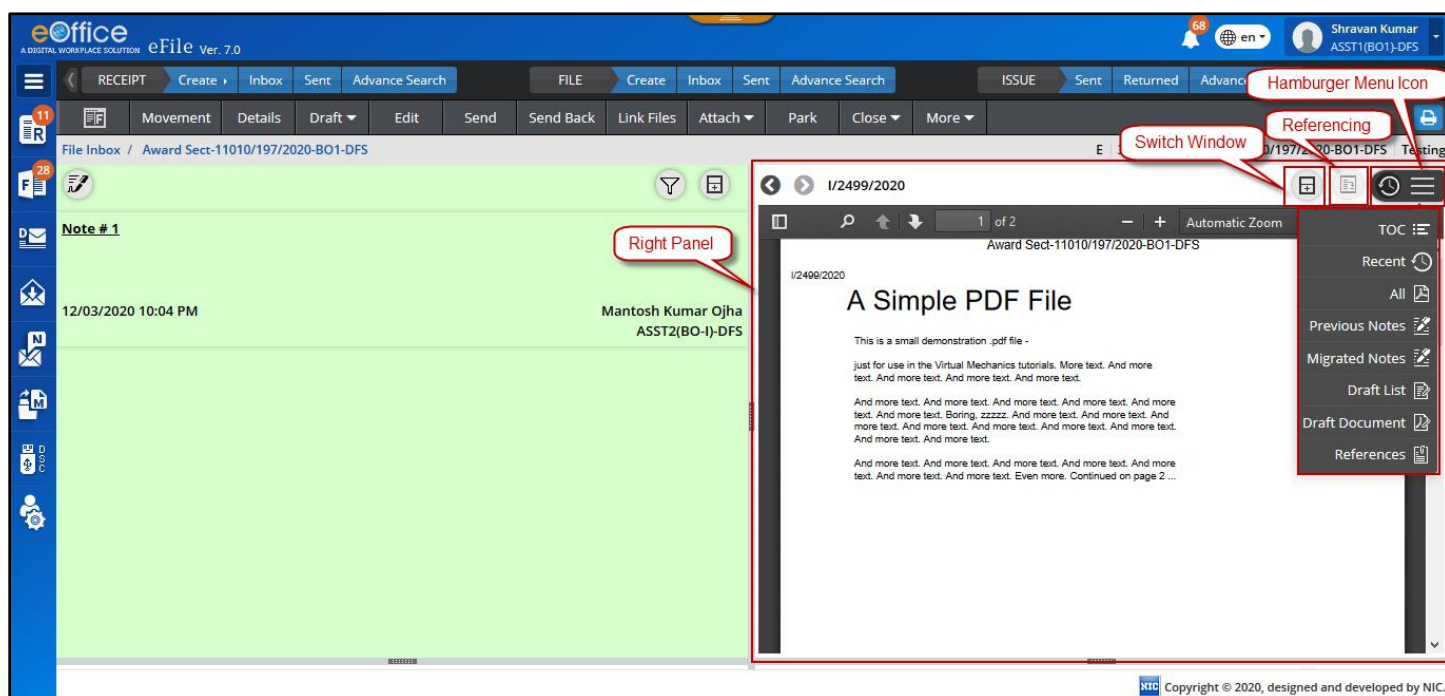 eOffice
A DIGITAL WORKPLACE SOLUTION eFile Ver. 7.0
68
en
Shravan Kumar
ASST1(BO1)-DFS
RECEIPT Create Inbox Sent Advance Search FILE Create Inbox Sent Advance Search ISSUE Sent Returned
Hamburger Menu Icon
11
R
Movement Details Draft Edit Send Send Back Link Files Attach Park Close More
Referencing
Switch Window
File Inbox / Award Sect-11010/197/2020-BO1-DFS
E
/197/2020-BO1-DFS Testing
28
F
I/2499/2020
Note # 1
Right Panel
1 of 2
Automatic Zoom
TOC
Recent
All
Previous Notes
Migrated Notes
Draft List
Draft Document
References
D
N
M
DSC
12/03/2020 10:04 PM
Mantosh Kumar Ojha
ASST2(BO-I)-DFS
Award Sect-11010/197/2020-BO1-DFS
I/2499/2020
A Simple PDF File
This is a small demonstration .pdf file -
just for use in the Virtual Mechanics tutorials. More text. And more
text. And more text. And more text. And more text.
And more text. And more text. And more text. And more text. And more
text. And more text. Boring, zzzzz. And more text. And more text. And
more text. And more text. And more text. And more text. And more text.
And more text. And more text.
And more text. And more text. And more text. And more text. And more
text. And more text. And more text. Even more. Continued on page 2 ...
NIC Copyright © 2020, designed and developed by NIC.